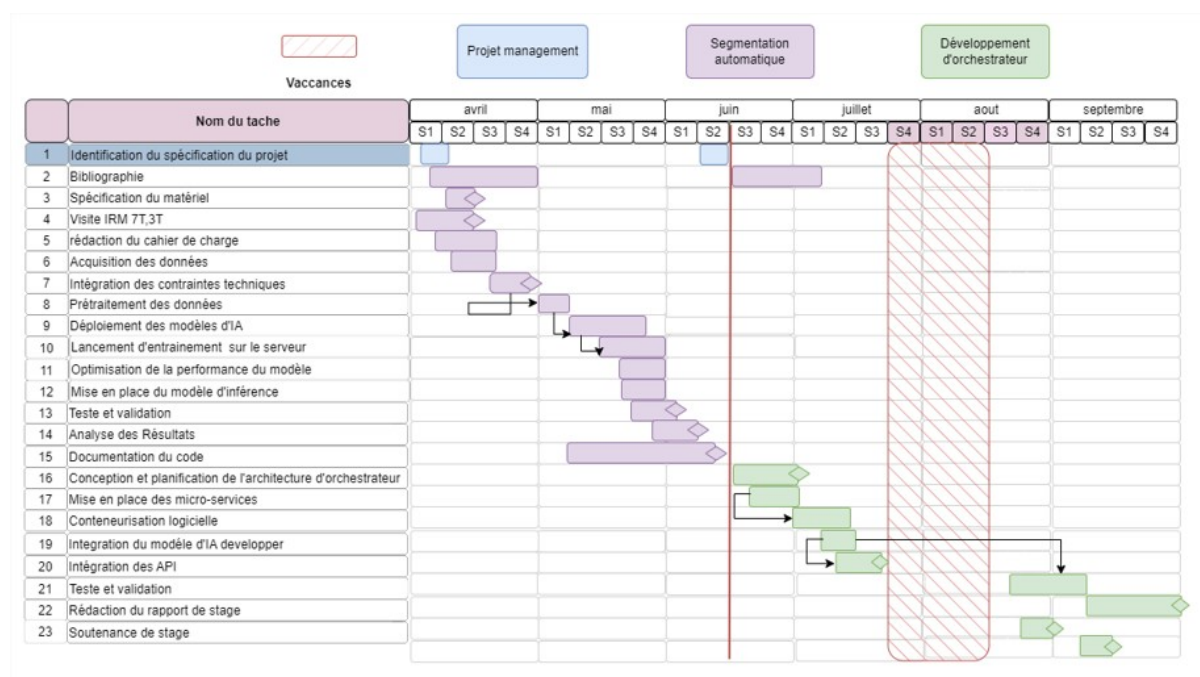 Projet management
Segmentation
automatique
Développement
d'orchestrateur
Vaccances
Nom du tache
avril mai juin juillet aout septembre
S1 S2 S3 S4 S1 S2 S3 S4 S1 S2 S3 S4 S1 S2 S3 S4 S1 S2 S3 S4 S1 S2 S3 S4
1 Identification du spécification du projet
2 Bibliographie
3 Spécification du matériel
4 Visite IRM 7T,3T
5 rédaction du cahier de charge
6 Acquisition des données
7 Intégration des contraintes techniques
8 Prétraitement des données
9 Déploiement des modèles d'IA
10 Lancement d'entrainement sur le serveur
11 Optimisation de la performance du modèle
12 Mise en place du modèle d'inférence
13 Teste et validation
14 Analyse des Résultats
15 Documentation du code
16 Conception et planification de l'architecture d'orchestrateur
17 Mise en place des micro-services
18 Conteneurisation logicielle
19 Integration du modèle d'IA developper
20 Intégration des API
21 Teste et validation
22 Rédaction du rapport de stage
23 Soutenance de stage